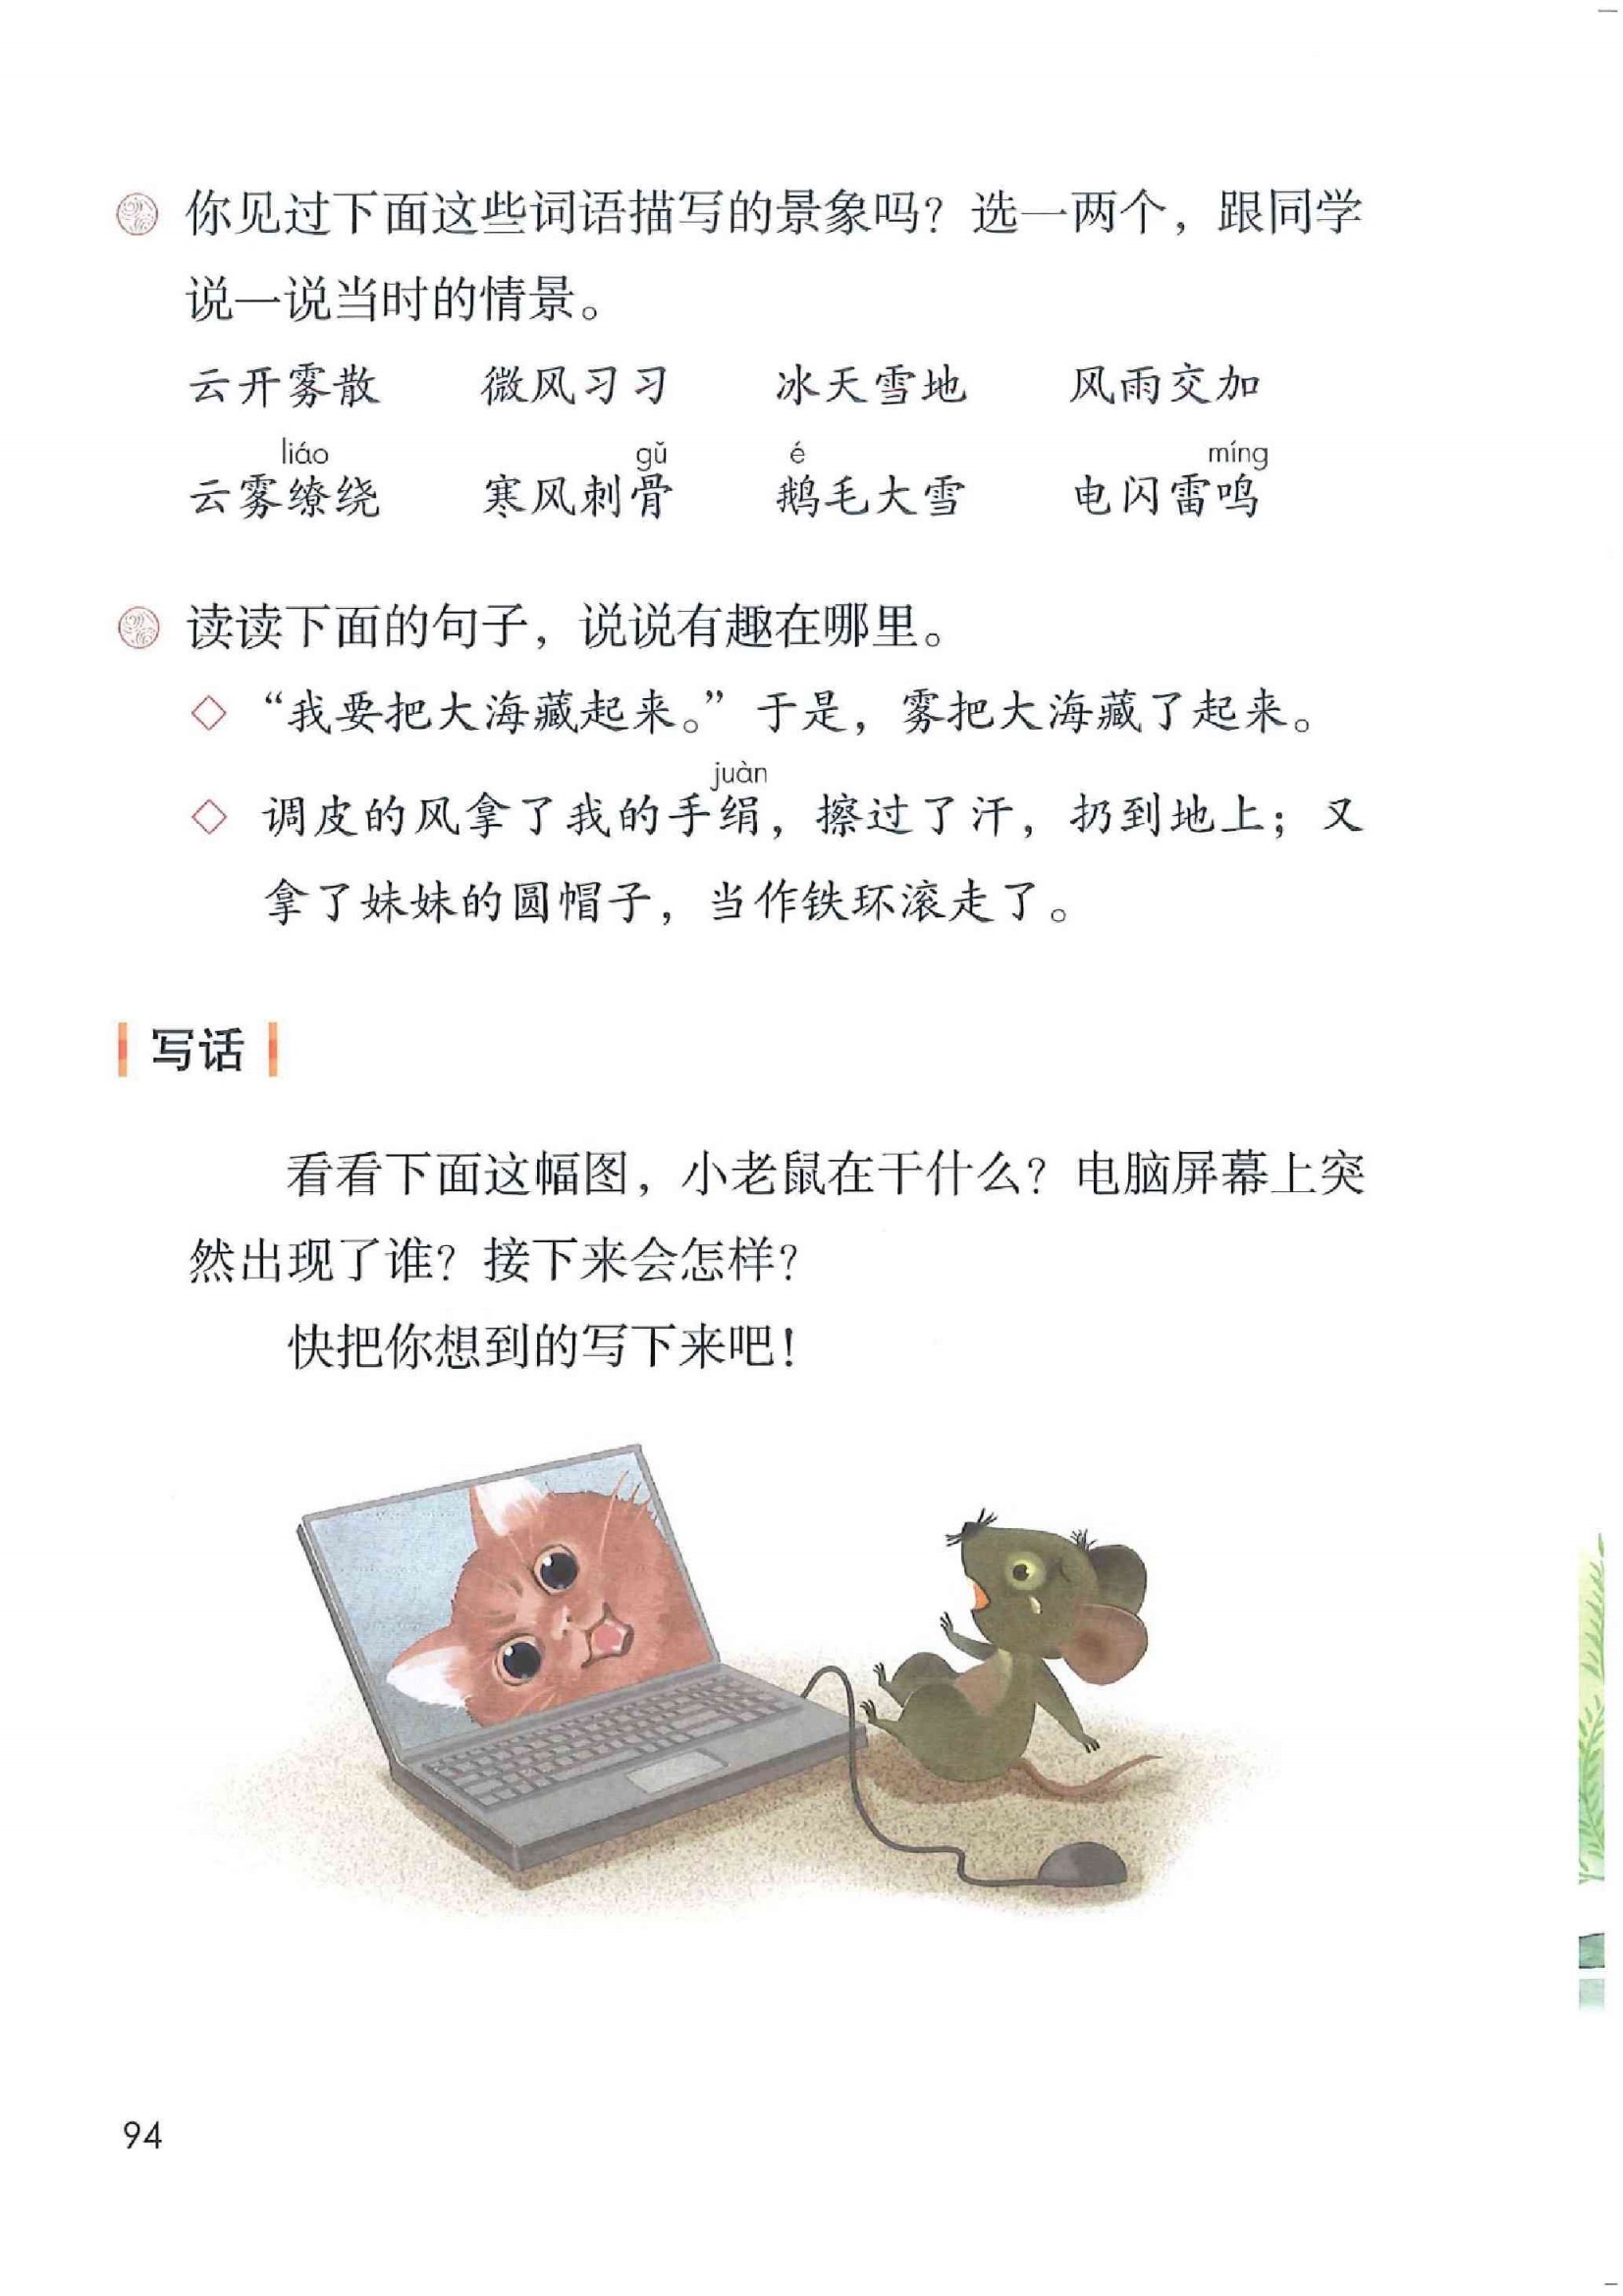 你见过下面这些词语描写的景象吗？选一两个，跟同学
说一说当时的情景。
云开雾散 微风习习 冰天雪地 风雨交加
liáo gǔ é míng
云雾缭绕 寒风刺骨 鹅毛大雪 电闪雷鸣
读读下面的句子，说说有趣在哪里。
◇ “我要把大海藏起来。”于是，雾把大海藏了起来。
juàn
◇ 调皮的风拿了我的手绢，擦过了汗，扔到地上；又
拿了妹妹的圆帽子，当作铁环滚走了。
写话
看看下面这幅图，小老鼠在干什么？电脑屏幕上突
然出现了谁？接下来会怎样？
快把你想到的写下来吧！
94